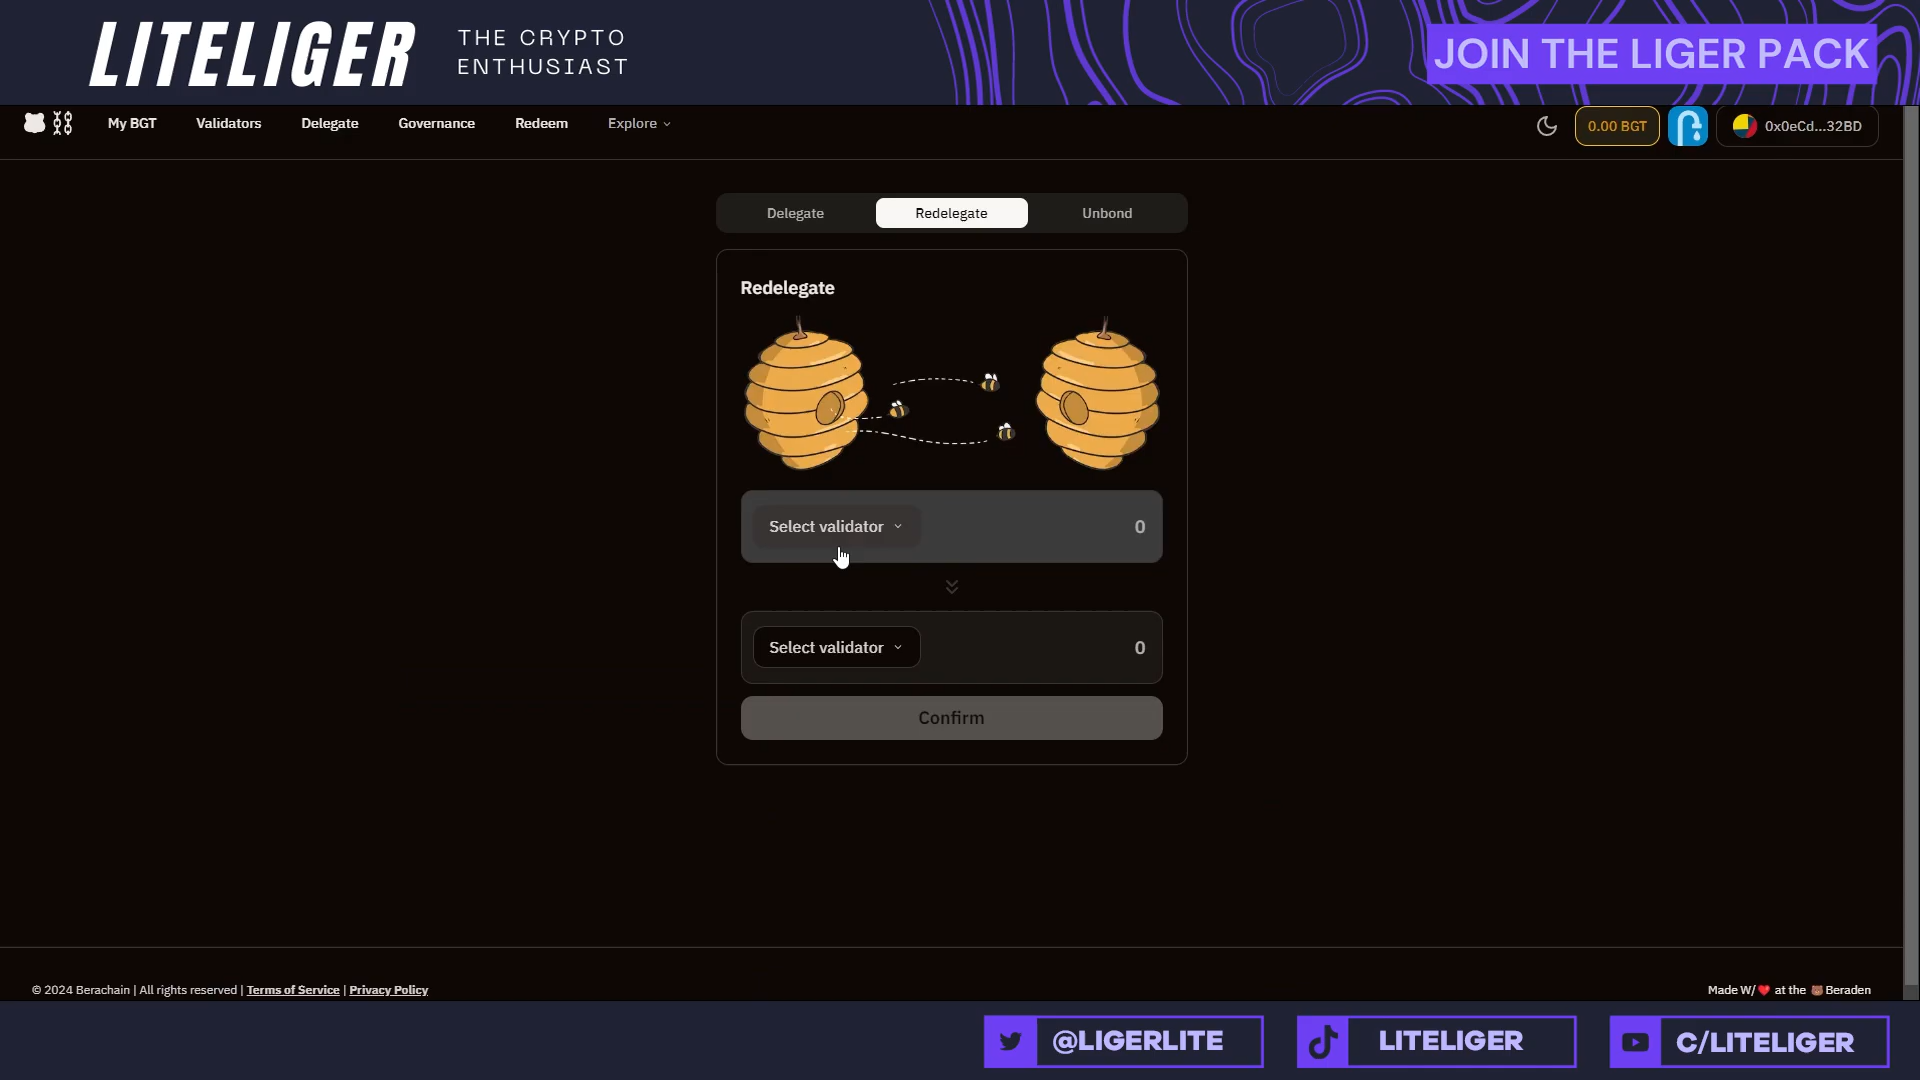 LITELIGER
THE CRYPTO
ENTHUSIAST
JOIN THE LIGER PACK
My BGT
Validators
Delegate
Governance
Redeem
Explore
0.00 BGT
0x0eCd...32BD
Delegate
Redelegate
Unbond
Redelegate
Select validator
0
Select validator
0
Confirm
© 2024 Berachain | All rights reserved | Terms of Service | Privacy Policy
Made W/❤️ at the 🐻Beraden
@LIGERLITE
LITELIGER
C/LITELIGER